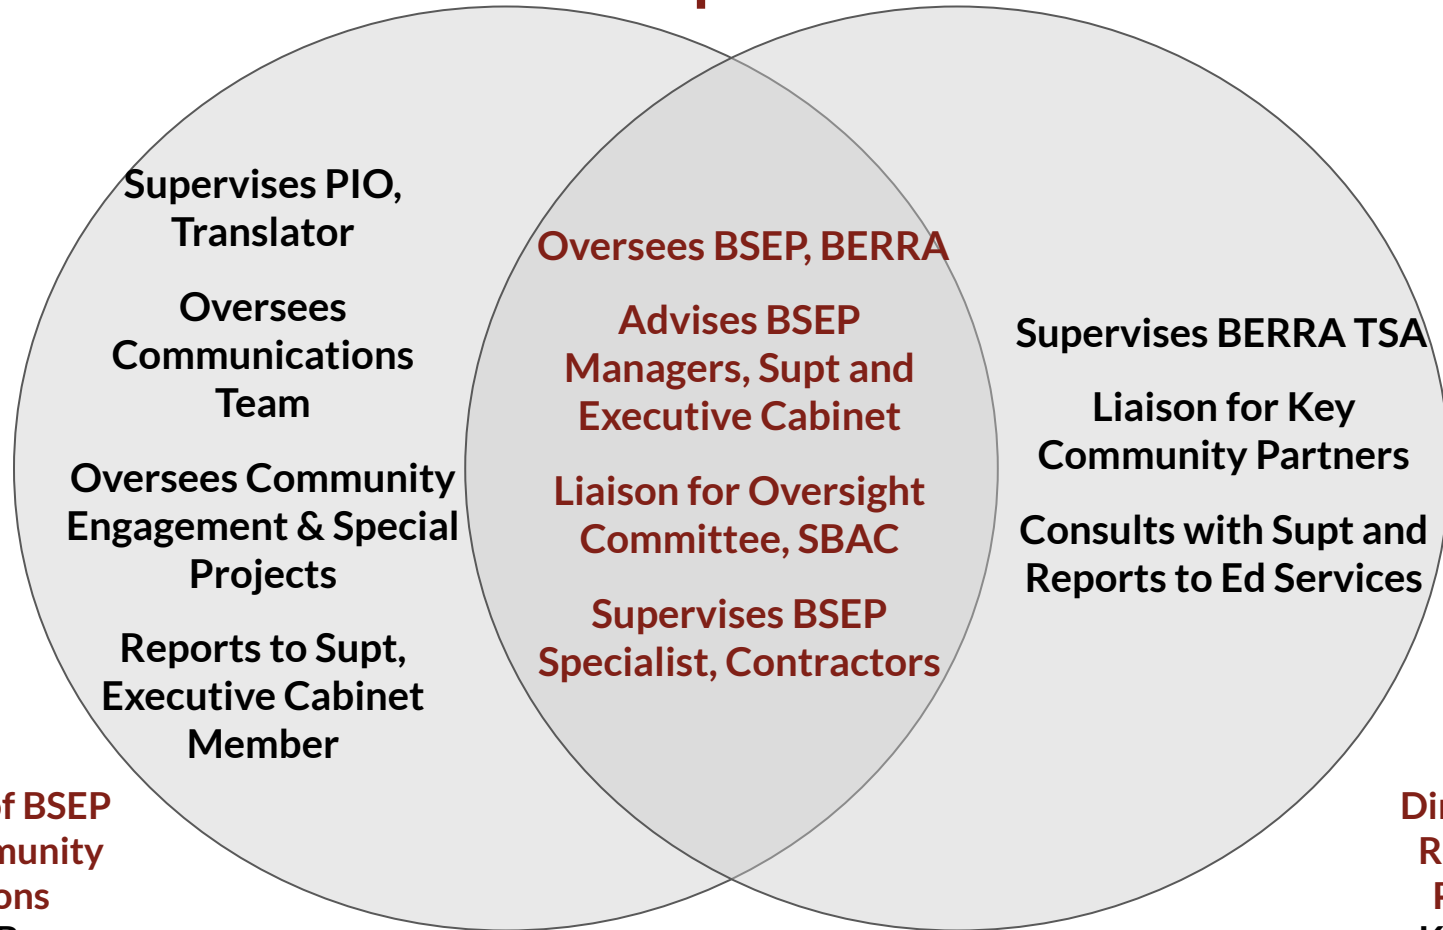 Supervises PIO,
Translator
Oversees
Communications
Team
Oversees Community
Engagement & Special
Projects
Reports to Supt,
Executive Cabinet
Member
Oversees BSEP, BERRA
Advises BSEP
Managers, Supt and
Executive Cabinet
Liaison for Oversight
Committee, SBAC
Supervises BSEP
Specialist, Contractors
Supervises BERRA TSA
Liaison for Key
Community Partners
Consults with Supt and
Reports to Ed Services
of BSEP